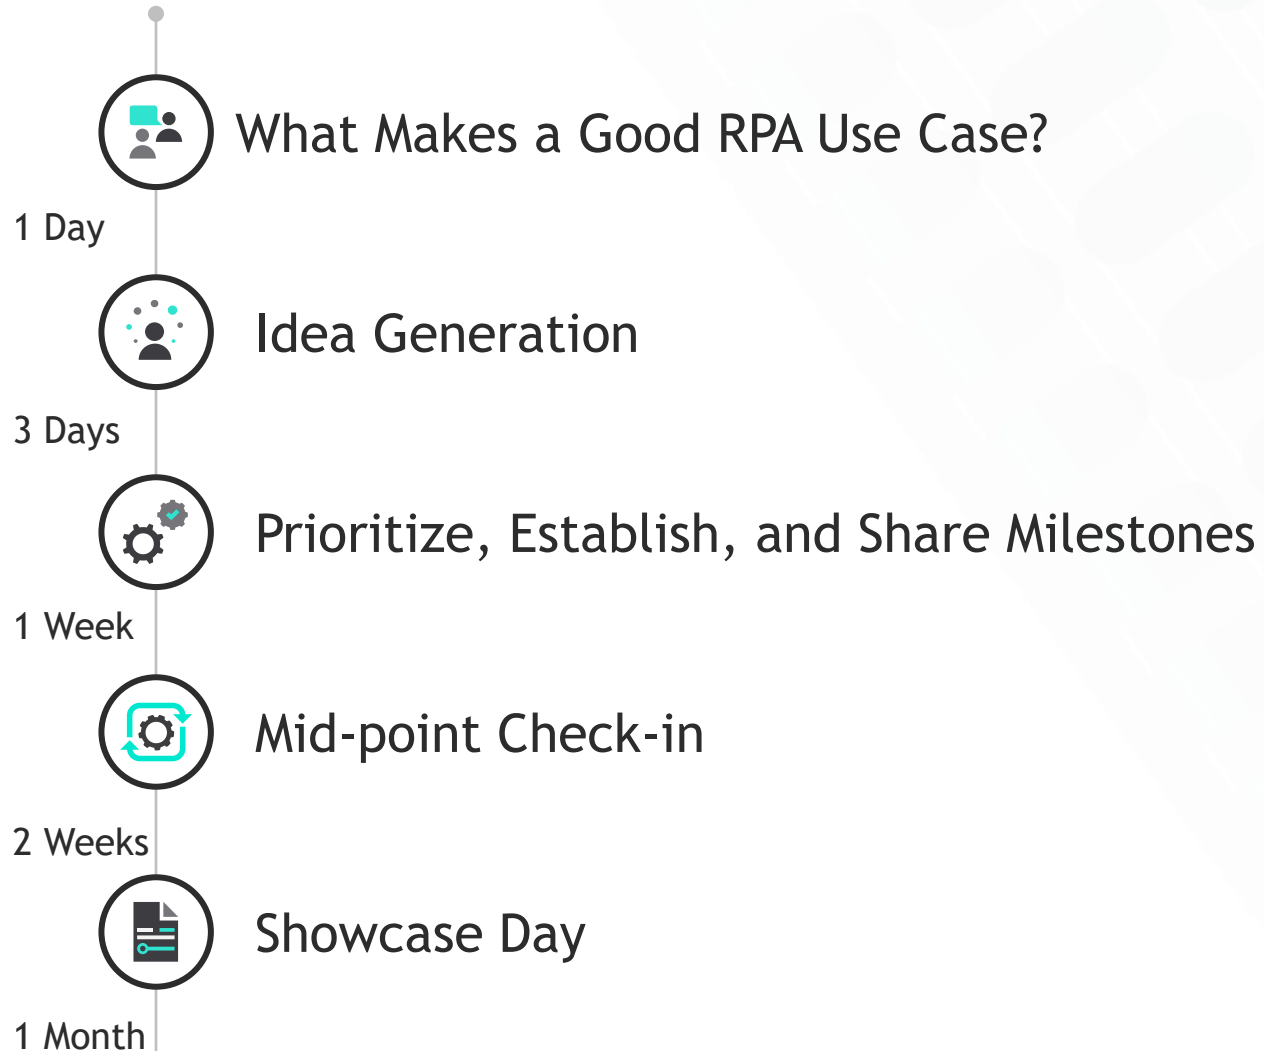 What Makes a Good RPA Use Case?
1 Day
Idea Generation
3 Days
Prioritize, Establish, and Share Milestones
1 Week
Mid-point Check-in
2 Weeks
Showcase Day
1 Month